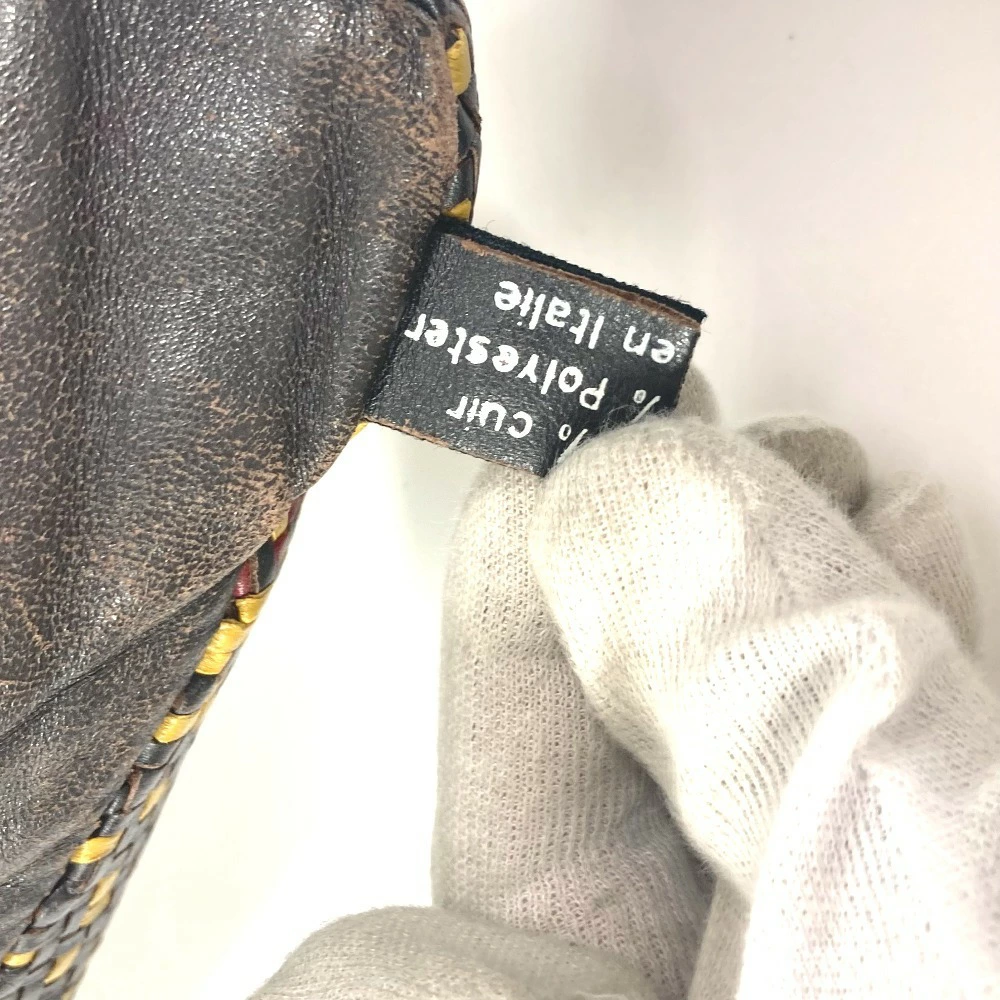 % cuir
% Polyester
en Italie